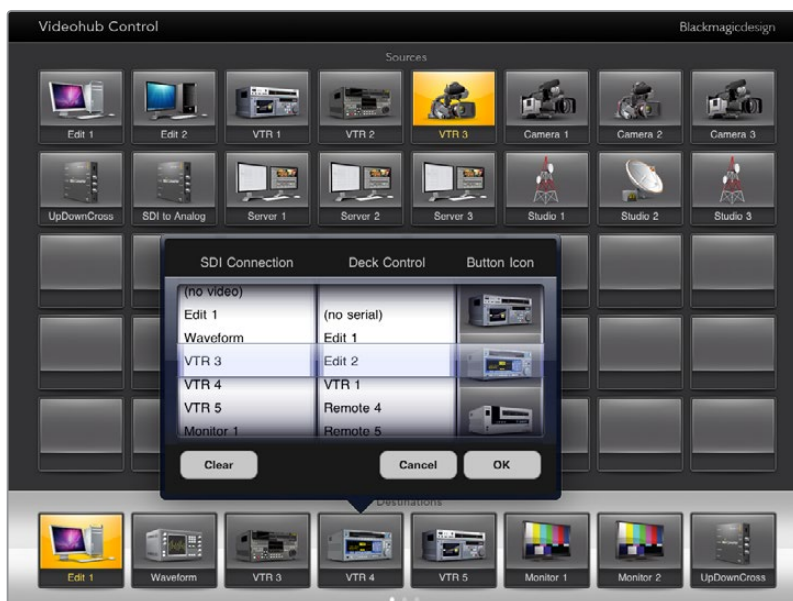 Videohub Control
Blackmagicdesign
Sources
Edit 1
Edit 2
VTR 1
VTR 2
VTR 3
Camera 1
Camera 2
Camera 3
UpDownCross
SDI to Analog
Server 1
Server 2
Server 3
Studio 1
Studio 2
Studio 3
SDI Connection
Deck Control
Button Icon
(no video)
Edit 1
(no serial)
Waveform
Edit 1
VTR 3
Edit 2
VTR 4
VTR 1
VTR 5
Remote 4
Monitor 1
Remote 5
Clear
Cancel
OK
Destinations
Edit 1
Waveform
VTR 3
VTR 4
VTR 5
Monitor 1
Monitor 2
UpDownCross